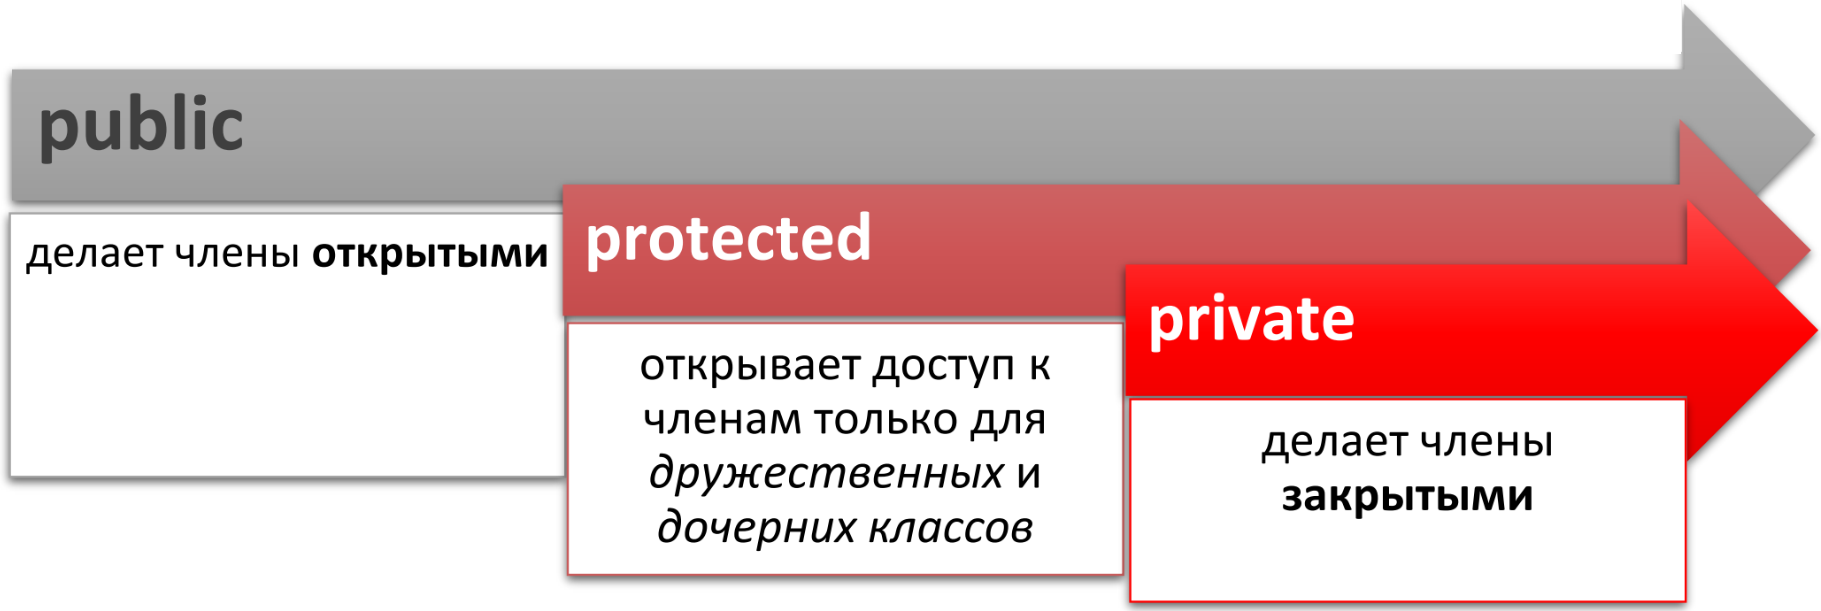 public
делает члены открытыми
protected
открывает доступ к
членам только для
дружественных и
дочерних классов
private
делает члены
закрытыми